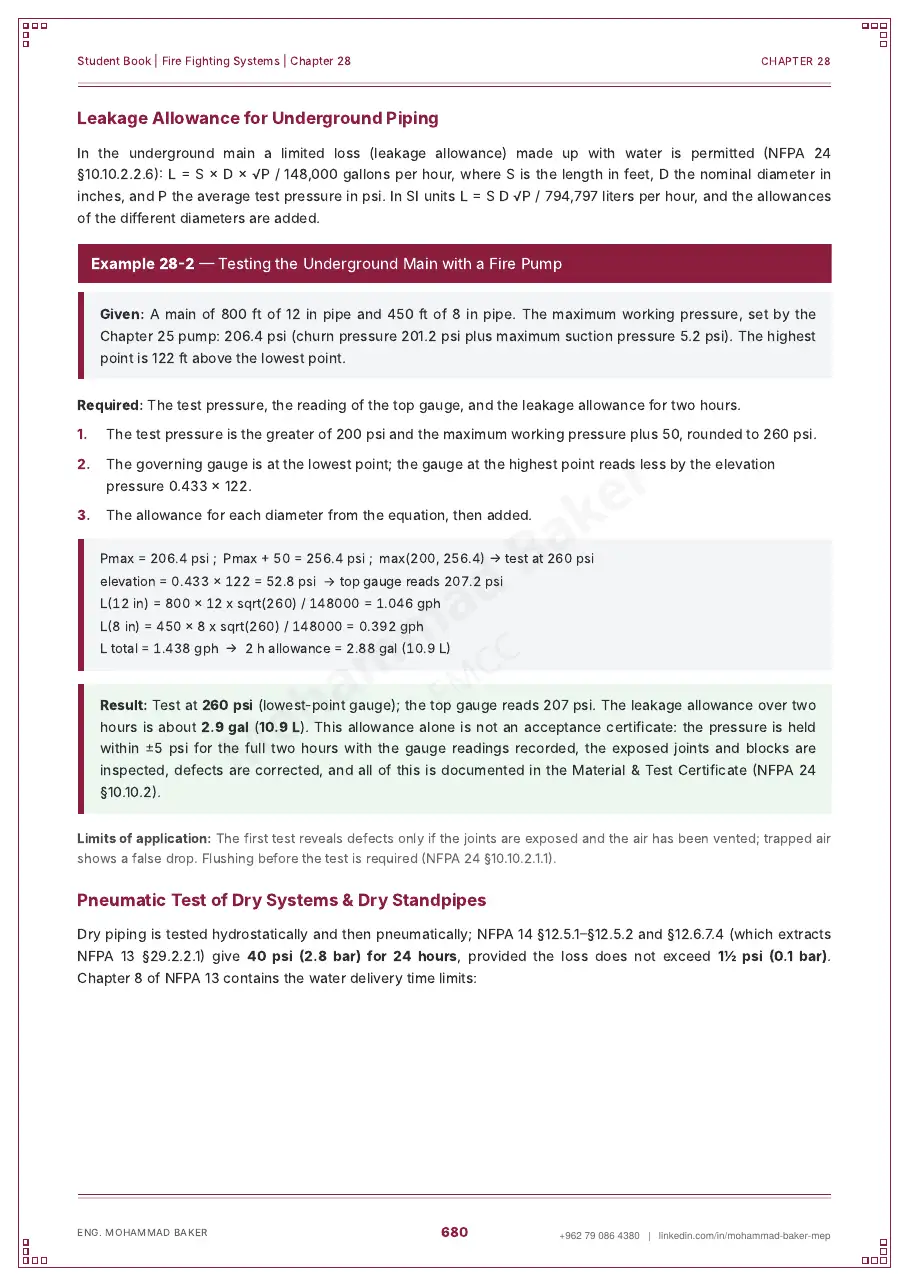 Student Book | Fire Fighting Systems | Chapter 28
CHAPTER 28
Leakage Allowance for Underground Piping
In the underground main a limited loss (leakage allowance) made up with water is permitted (NFPA 24
§10.10.2.2.6): L = S × D × √P / 148,000 gallons per hour, where S is the length in feet, D the nominal diameter in
inches, and P the average test pressure in psi. In SI units L = S D √P / 794,797 liters per hour, and the allowances
of the different diameters are added.
Example 28-2 — Testing the Underground Main with a Fire Pump
Given: A main of 800 ft of 12 in pipe and 450 ft of 8 in pipe. The maximum working pressure, set by the
Chapter 25 pump: 206.4 psi (churn pressure 201.2 psi plus maximum suction pressure 5.2 psi). The highest
point is 122 ft above the lowest point.
Required: The test pressure, the reading of the top gauge, and the leakage allowance for two hours.
1. The test pressure is the greater of 200 psi and the maximum working pressure plus 50, rounded to 260 psi.
2. The governing gauge is at the lowest point; the gauge at the highest point reads less by the elevation
pressure 0.433 × 122.
3. The allowance for each diameter from the equation, then added.
Pmax = 206.4 psi ; Pmax + 50 = 256.4 psi ; max(200, 256.4) → test at 260 psi
elevation = 0.433 × 122 = 52.8 psi → top gauge reads 207.2 psi
L(12 in) = 800 × 12 x sqrt(260) / 148000 = 1.046 gph
L(8 in) = 450 × 8 x sqrt(260) / 148000 = 0.392 gph
L total = 1.438 gph → 2 h allowance = 2.88 gal (10.9 L)
Result: Test at 260 psi (lowest-point gauge); the top gauge reads 207 psi. The leakage allowance over two
hours is about 2.9 gal (10.9 L). This allowance alone is not an acceptance certificate: the pressure is held
within ±5 psi for the full two hours with the gauge readings recorded, the exposed joints and blocks are
inspected, defects are corrected, and all of this is documented in the Material & Test Certificate (NFPA 24
§10.10.2).
Limits of application: The first test reveals defects only if the joints are exposed and the air has been vented; trapped air
shows a false drop. Flushing before the test is required (NFPA 24 §10.10.2.1.1).
Pneumatic Test of Dry Systems & Dry Standpipes
Dry piping is tested hydrostatically and then pneumatically; NFPA 14 §12.5.1–§12.5.2 and §12.6.7.4 (which extracts
NFPA 13 §29.2.2.1) give 40 psi (2.8 bar) for 24 hours, provided the loss does not exceed 1½ psi (0.1 bar).
Chapter 8 of NFPA 13 contains the water delivery time limits:
ENG. MOHAMMAD BAKER
680
+962 79 086 4380 | linkedin.com/in/mohammad-baker-mep